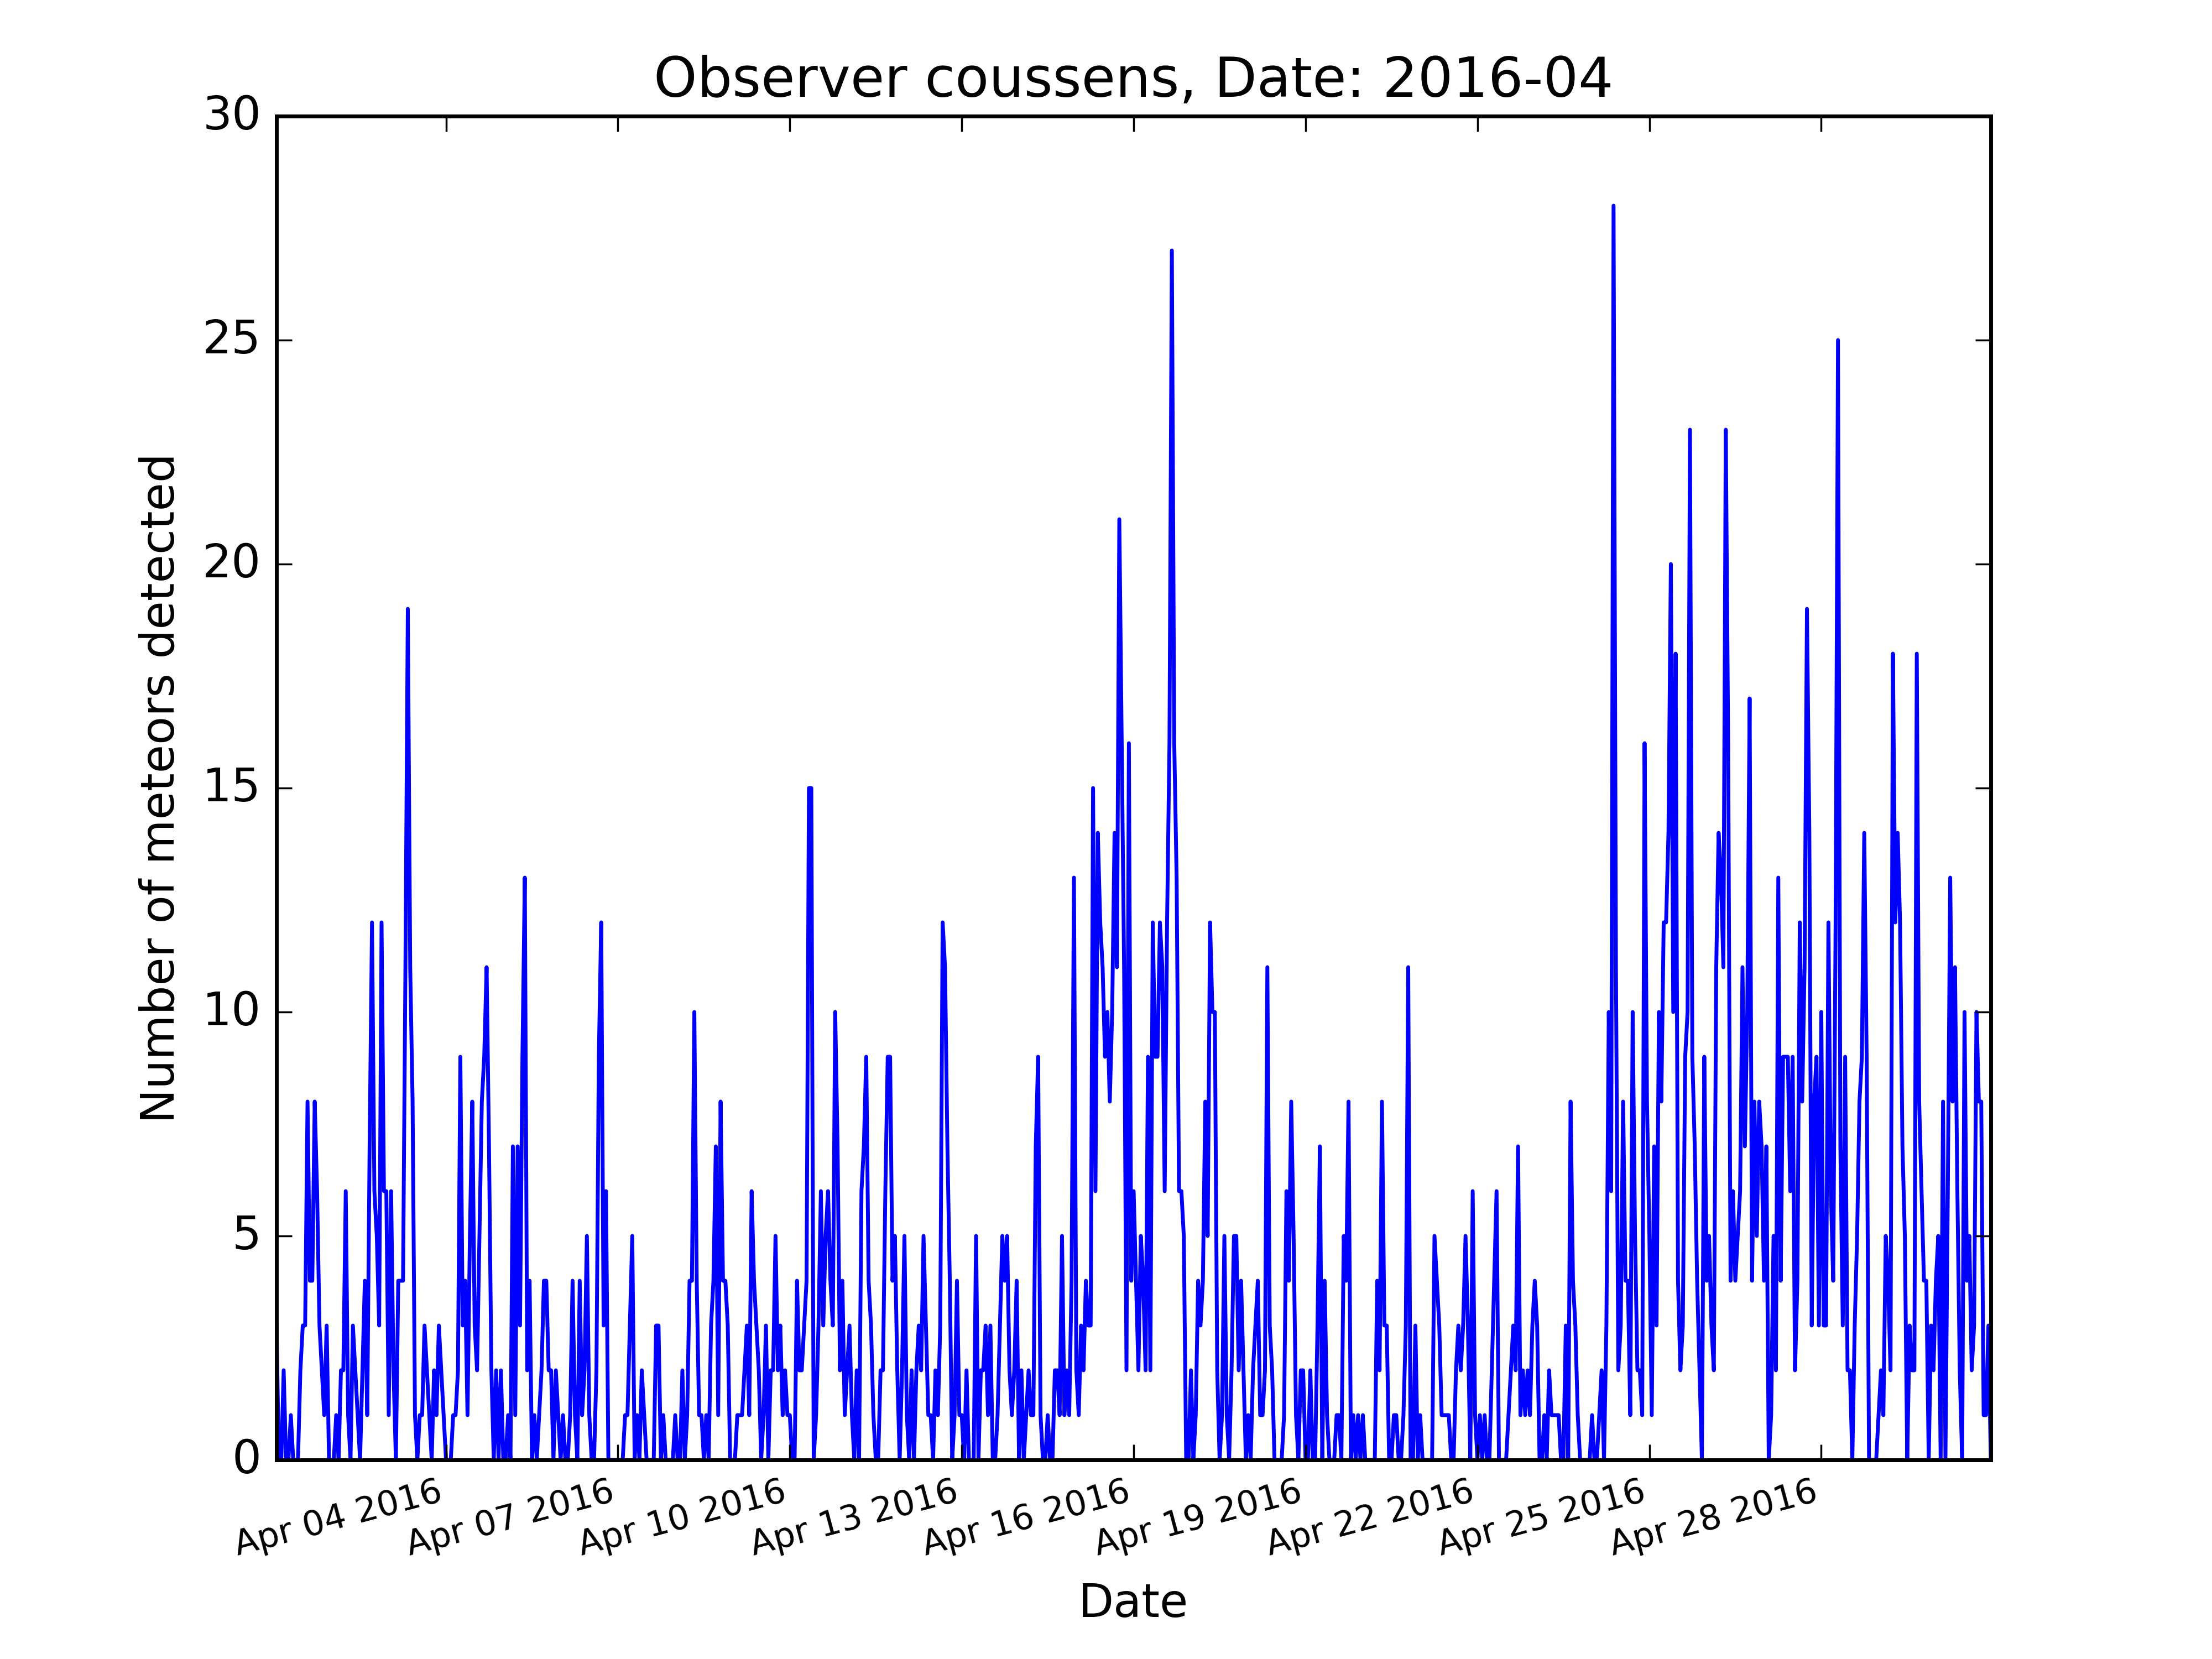 Observer coussens, Date: 2016-04
30
25
20
15
10
5
0
Number of meteors detected
Apr 04 2016
Apr 07 2016
Apr 10 2016
Apr 13 2016
Apr 16 2016
Apr 19 2016
Apr 22 2016
Apr 25 2016
Apr 28 2016
Date